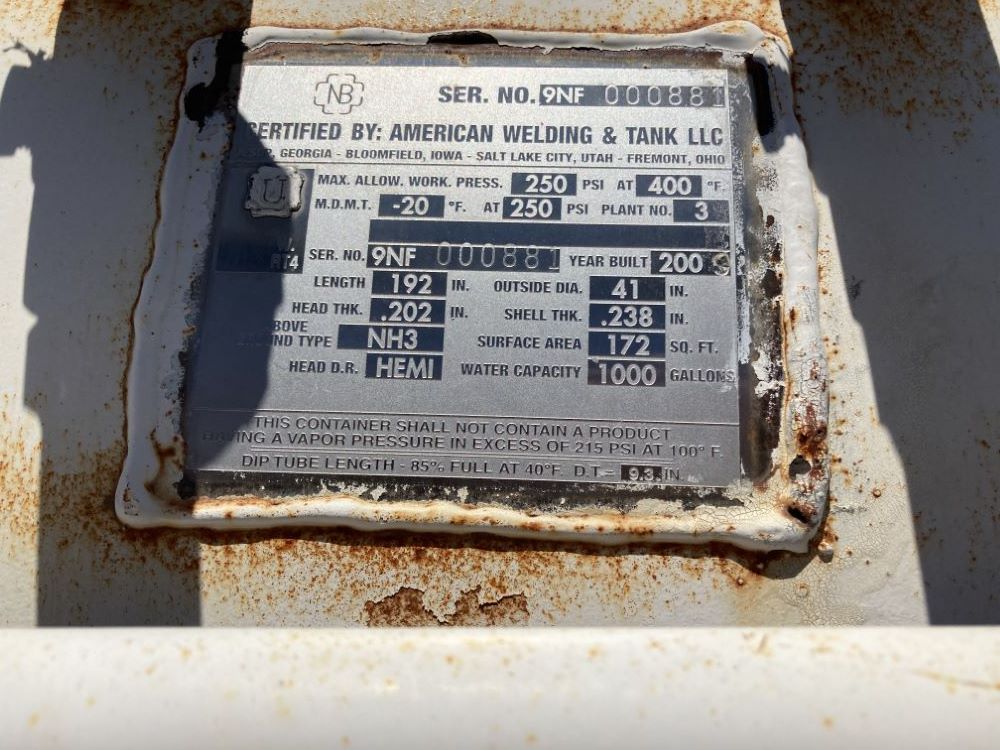 NB
SER. NO. 9NF 000881
CERTIFIED BY: AMERICAN WELDING & TANK LLC
GEORGIA - BLOOMFIELD, IOWA - SALT LAKE CITY, UTAH - FREMONT, OHIO
U
MAX. ALLOW. WORK. PRESS. 250 PSI AT 400 °F.
M.D.M.T. -20 °F. AT 250 PSI PLANT NO. 3
RT4
SER. NO. 9NF 000881 YEAR BUILT
LENGTH 192 IN. OUTSIDE DIA. 41 IN.
HEAD THK. .202 IN. SHELL THK. .238 IN.
TYPE NH3 SURFACE AREA 172 SQ. FT.
HEAD D.R. HEMI WATER CAPACITY 1000 GALLONS
THIS CONTAINER SHALL NOT CONTAIN A PRODUCT
HAVING A VAPOR PRESSURE IN EXCESS OF 215 PSI AT 100° F.
DIP TUBE LENGTH - 85% FULL AT 40°F. D.T.= 9.3 IN.